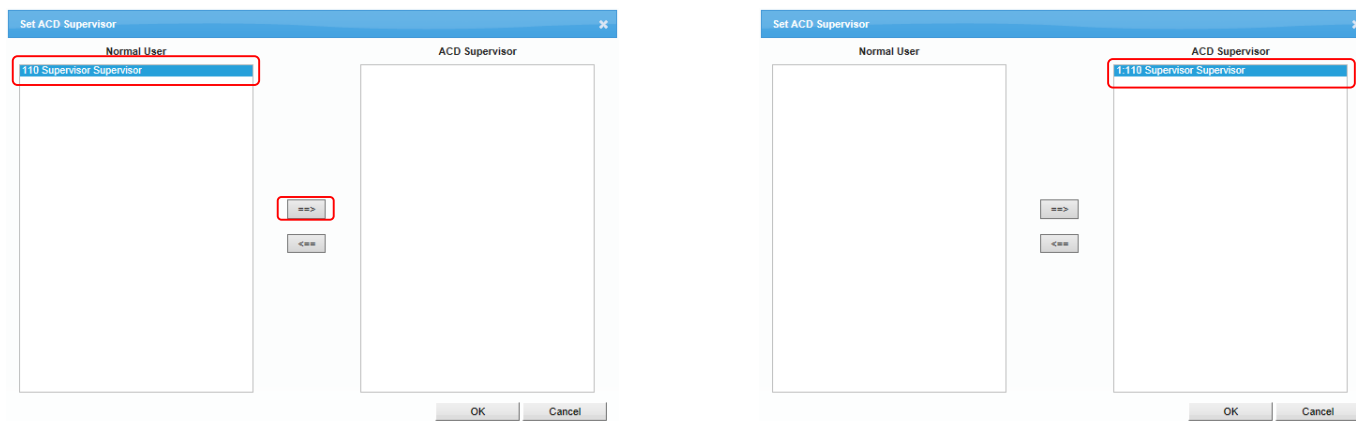 Set ACD Supervisor
Normal User
ACD Supervisor
110 Supervisor Supervisor
==>
<==
OK
Cancel
Set ACD Supervisor
Normal User
ACD Supervisor
1:110 Supervisor Supervisor
==>
<==
OK
Cancel